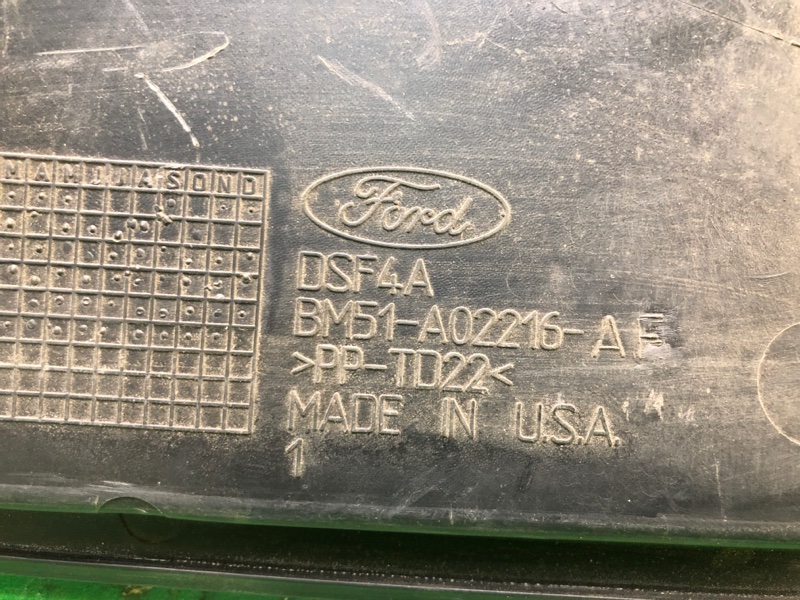 MAMJJASOND
Ford
DSF4A
BM51-A02216-AF
>PP-TD22<
MADE IN U.S.A.
1